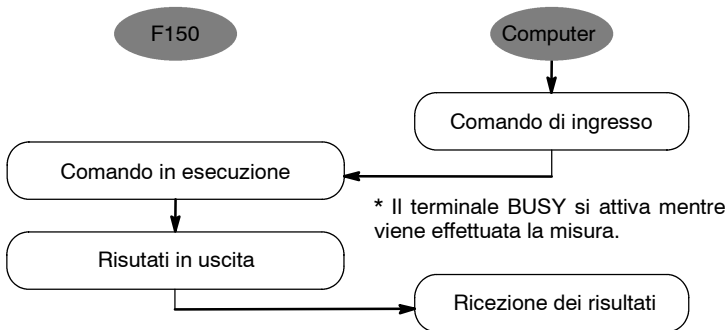 F150
Computer
Comando di ingresso
Comando in esecuzione
* Il terminale BUSY si attiva mentre
viene effettuata la misura.
Risutati in uscita
Ricezione dei risultati